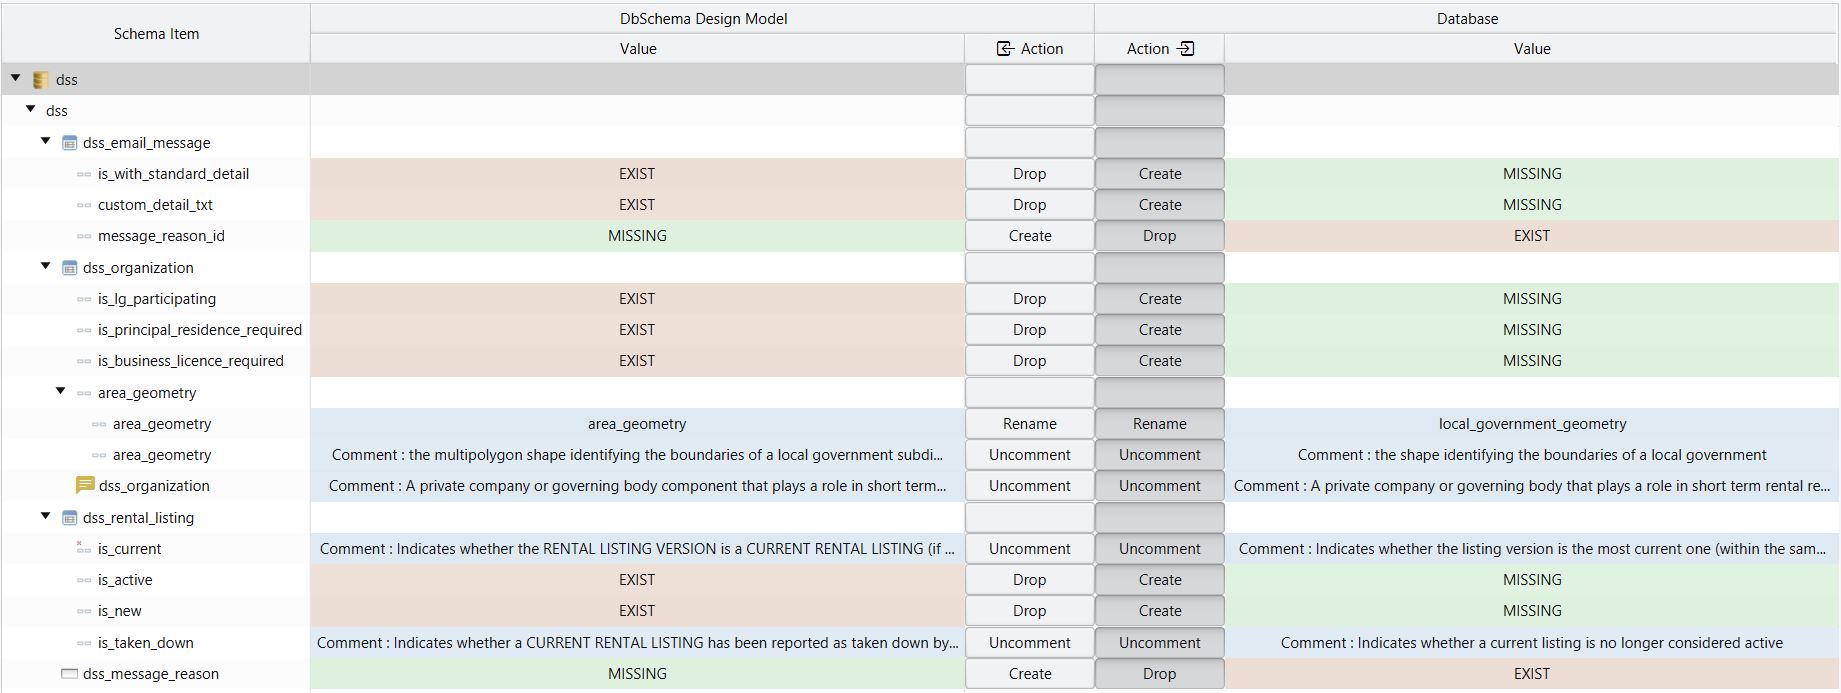 Schema Item DbSchema Design Model Database
Value Action Action Value
dss
dss
dss_email_message
is_with_standard_detail EXIST Drop Create MISSING
custom_detail_txt EXIST Drop Create MISSING
message_reason_id MISSING Create Drop EXIST
dss_organization
is_lg_participating EXIST Drop Create MISSING
is_principal_residence_required EXIST Drop Create MISSING
is_business_licence_required EXIST Drop Create MISSING
area_geometry
area_geometry area_geometry Rename Rename local_government_geometry
area_geometry Comment : the multipolygon shape identifying the boundaries of a local government subdi... Uncomment Uncomment Comment : the shape identifying the boundaries of a local government
dss_organization Comment : A private company or governing body component that plays a role in short term... Uncomment Uncomment Comment : A private company or governing body that plays a role in short term rental re...
dss_rental_listing
is_current Comment : Indicates whether the RENTAL LISTING VERSION is a CURRENT RENTAL LISTING (if ... Uncomment Uncomment Comment : Indicates whether the listing version is the most current one (within the sam...
is_active EXIST Drop Create MISSING
is_new EXIST Drop Create MISSING
is_taken_down Comment : Indicates whether a CURRENT RENTAL LISTING has been reported as taken down by... Uncomment Uncomment Comment : Indicates whether a current listing is no longer considered active
dss_message_reason MISSING Create Drop EXIST